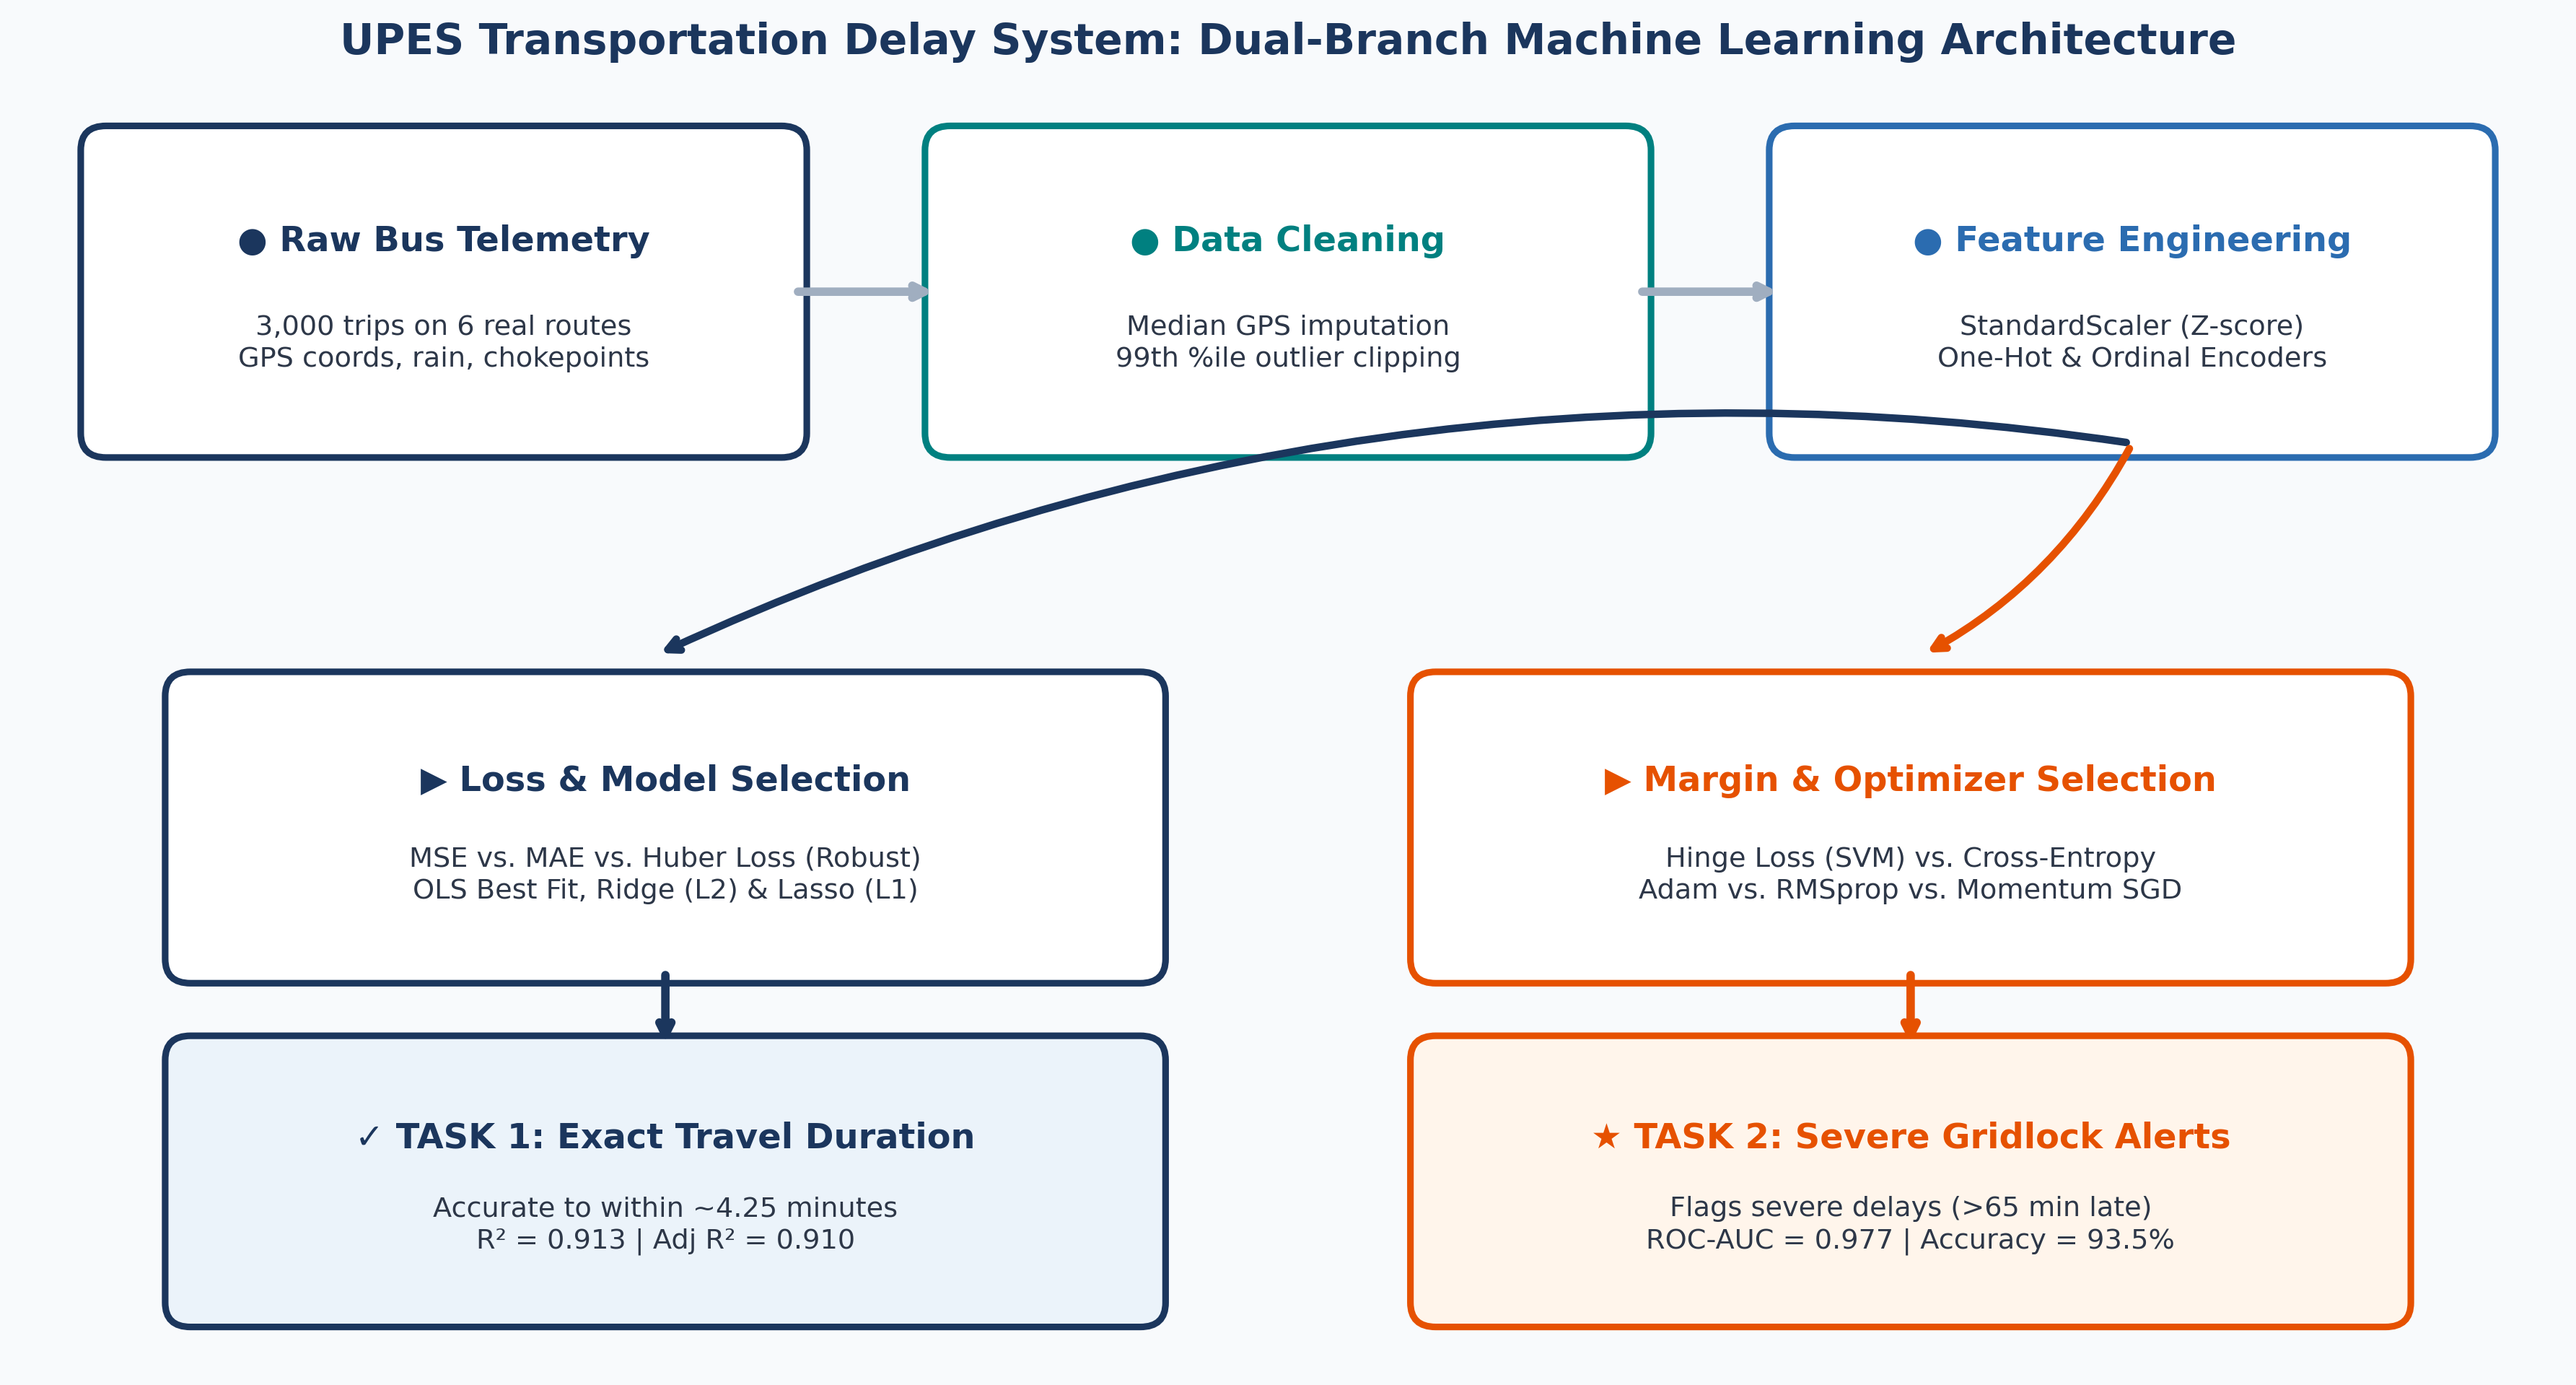 UPES Transportation Delay System: Dual-Branch Machine Learning Architecture
● Raw Bus Telemetry
3,000 trips on 6 real routes
GPS coords, rain, chokepoints
● Data Cleaning
Median GPS imputation
99th %ile outlier clipping
● Feature Engineering
StandardScaler (Z-score)
One-Hot & Ordinal Encoders
▶ Loss & Model Selection
MSE vs. MAE vs. Huber Loss (Robust)
OLS Best Fit, Ridge (L2) & Lasso (L1)
▶ Margin & Optimizer Selection
Hinge Loss (SVM) vs. Cross-Entropy
Adam vs. RMSprop vs. Momentum SGD
✓ TASK 1: Exact Travel Duration
Accurate to within ~4.25 minutes
R² = 0.913 | Adj R² = 0.910
★ TASK 2: Severe Gridlock Alerts
Flags severe delays (>65 min late)
ROC-AUC = 0.977 | Accuracy = 93.5%